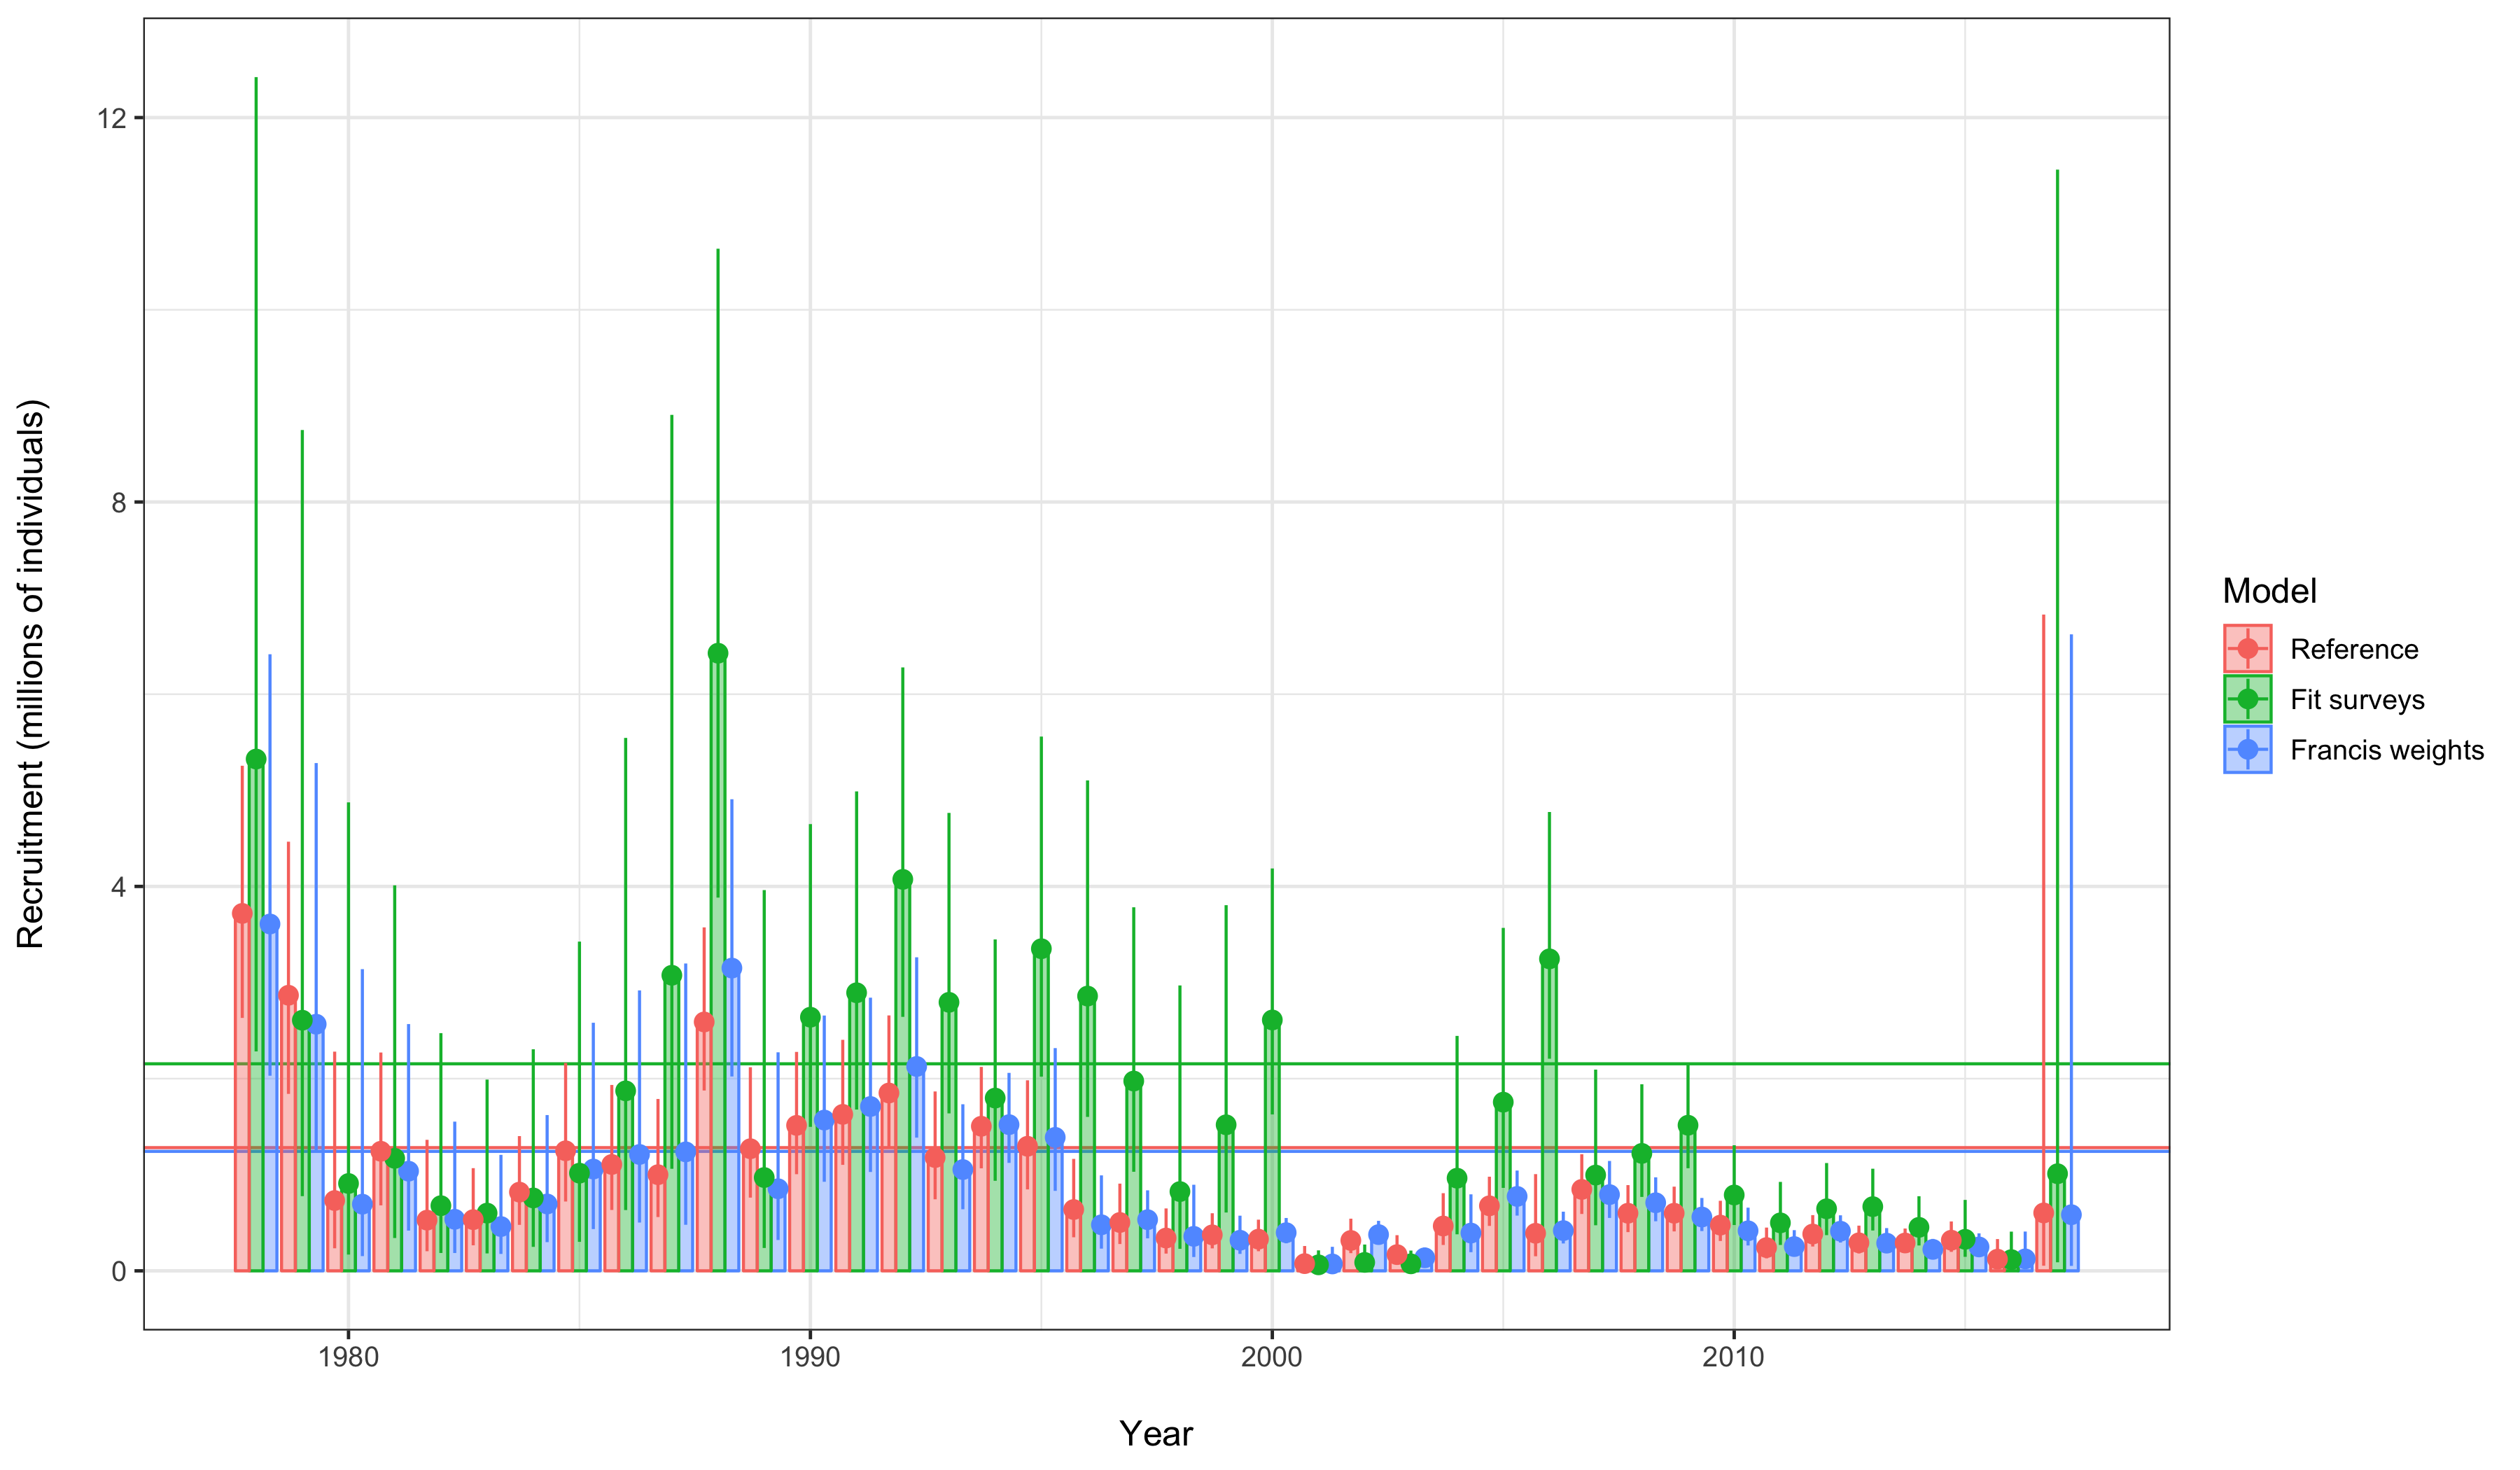 Recruitment (millions of individuals)
12
8
4
0
1980
1990
2000
2010
Year
Model
Reference
Fit surveys
Francis weights